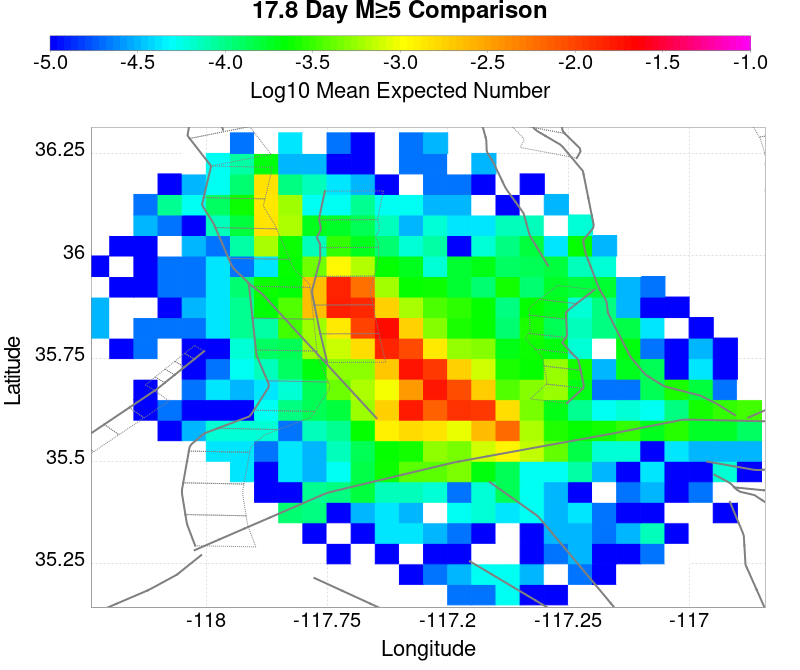 17.8 Day M≥5 Comparison
-5.0 -4.5 -4.0 -3.5 -3.0 -2.5 -2.0 -1.5 -1.0
Log10 Mean Expected Number
36.25
36
35.75
35.5
35.25
Latitude
-118 -117.75 -117.2 -117.25 -117
Longitude